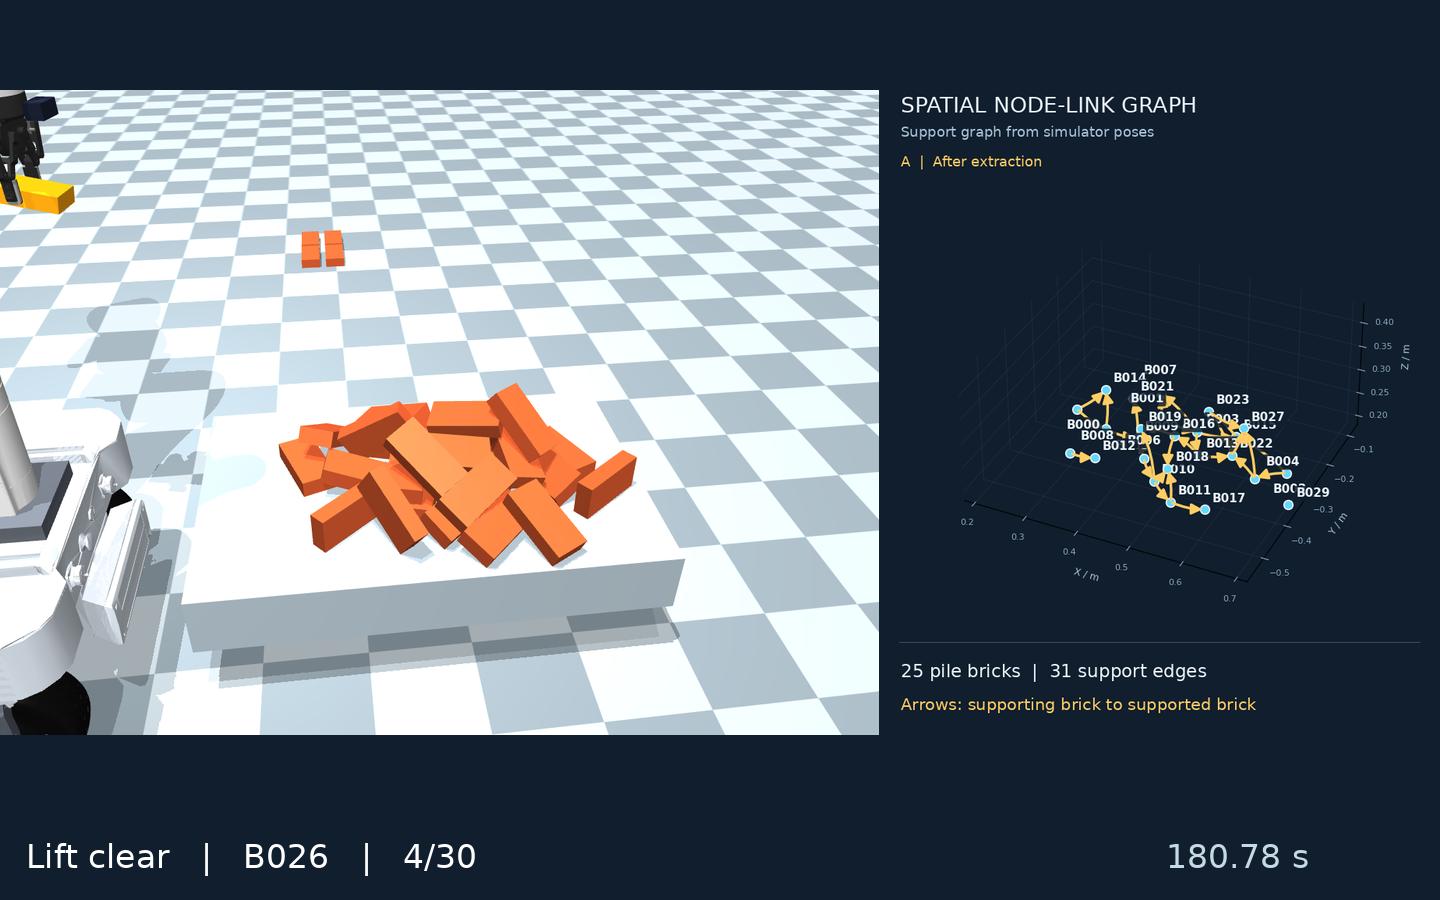 SPATIAL NODE-LINK GRAPH
Support graph from simulator poses
A | After extraction
0.40
0.35
0.30
0.25
0.20
Z / m
B007
B014
B021
B001
B023
B019
B016
B027
B000
B008
B012
B013
B022
B018
B004
B011
B017
B029
−0.1
−0.2
−0.3
−0.4
−0.5
Y / m
0.2
0.3
0.4
0.5
0.6
0.7
X / m
25 pile bricks | 31 support edges
Arrows: supporting brick to supported brick
Lift clear | B026 | 4/30
180.78 s